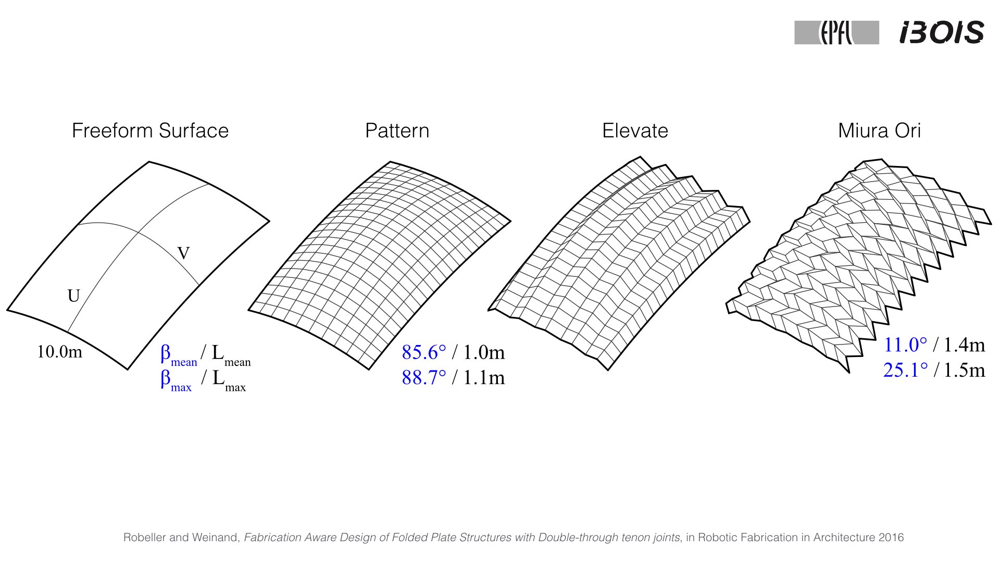 EPFL iBOIS
Freeform Surface
Pattern
Elevate
Miura Ori
V
U
10.0m
βmean / Lmean
βmax / Lmax
85.6° / 1.0m
88.7° / 1.1m
11.0° / 1.4m
25.1° / 1.5m
Robeller and Weinand, Fabrication Aware Design of Folded Plate Structures with Double-through tenon joints, in Robotic Fabrication in Architecture 2016